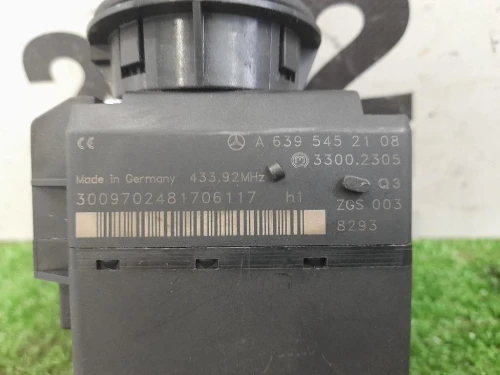 CE
A 639 545 21 08
3300.2305
Made in Germany 433.92MHz
Q3
3009702481706117 h1
ZGS 003
8293